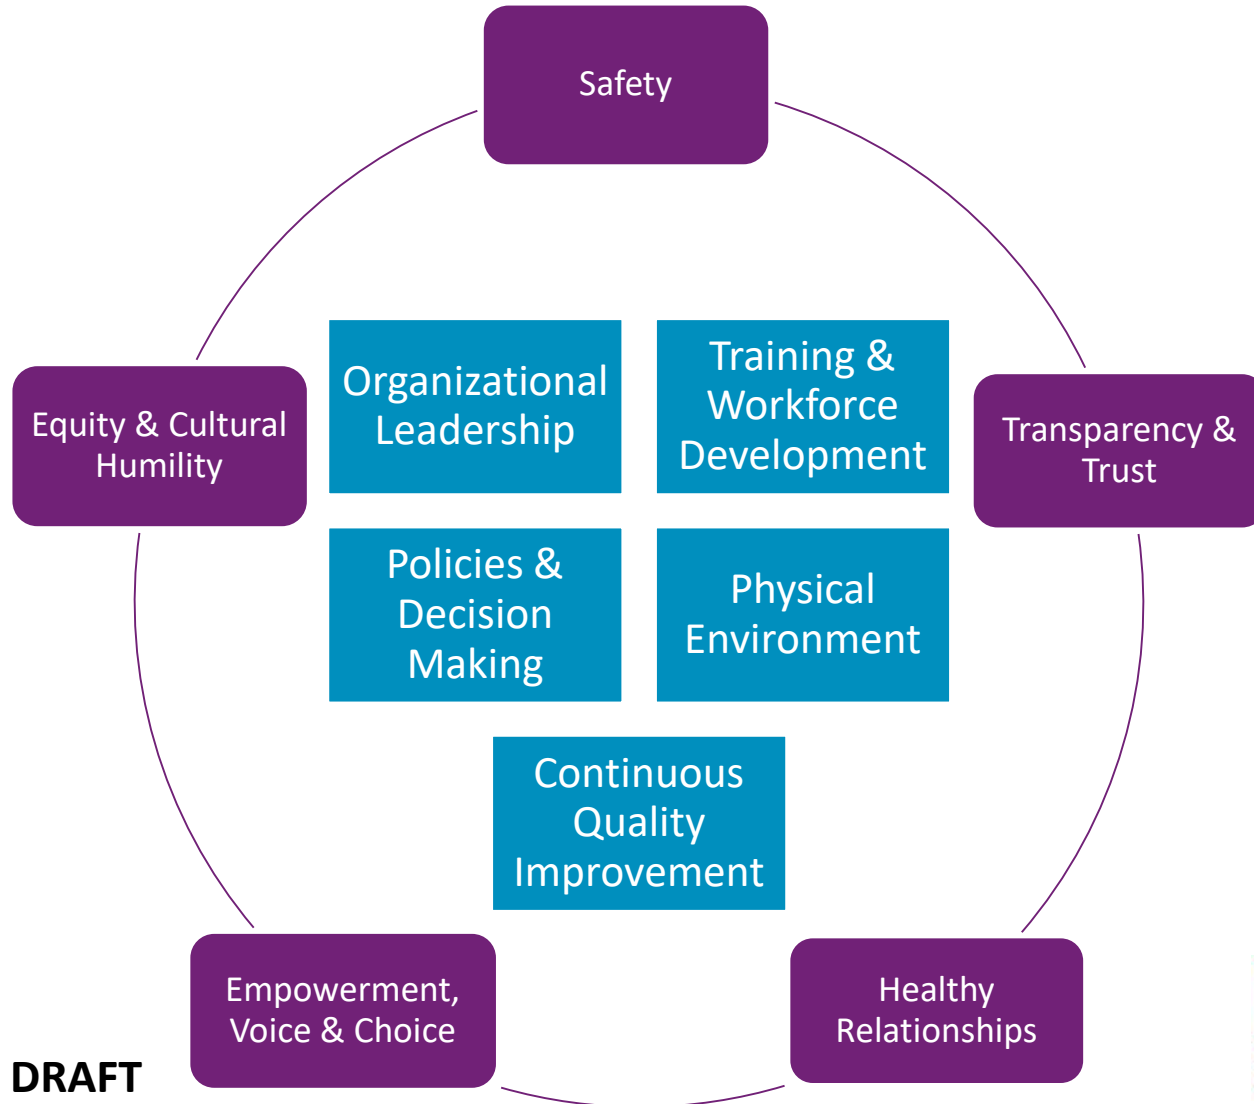 Safety
Organizational
Leadership
Training &
Workforce
Development
Equity & Cultural
Humility
Transparency &
Trust
Policies &
Decision
Making
Physical
Environment
Continuous
Quality
Improvement
Empowerment,
Voice & Choice
Healthy
Relationships
DRAFT